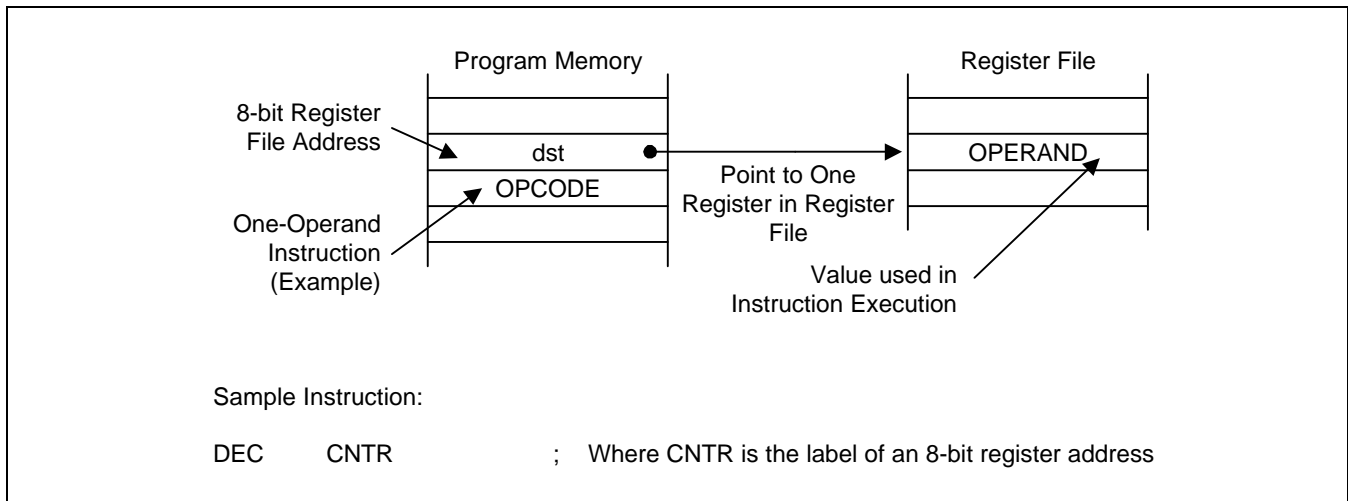 Program Memory
Register File
8-bit Register
File Address
dst
OPERAND
OPCODE
Point to One
Register in Register
File
One-Operand
Instruction
(Example)
Value used in
Instruction Execution
Sample Instruction:
DEC CNTR ; Where CNTR is the label of an 8-bit register address